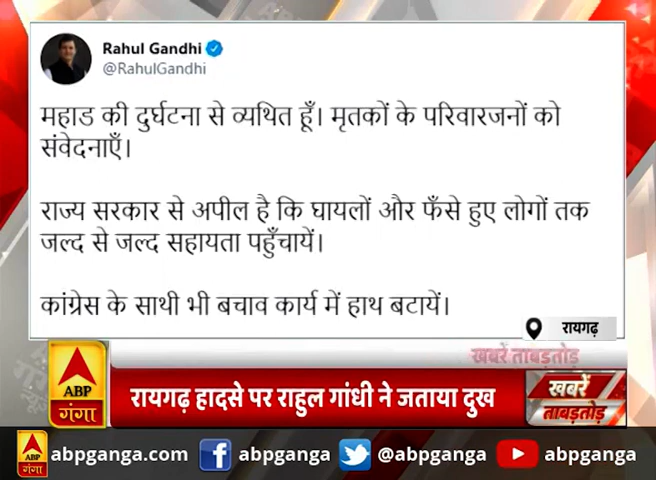 Rahul Gandhi
@RahulGandhi
महाड की दुर्घटना से व्यथित हूँ। मृतकों के परिवारजनों को
संवेदनाएँ।
राज्य सरकार से अपील है कि घायलों और फँसे हुए लोगों तक
जल्द से जल्द सहायता पहुँचायें।
कांग्रेस के साथी भी बचाव कार्य में हाथ बटायें।
रायगढ़
खबरें ताबड़तोड़
ABP
गंगा
रायगढ़ हादसे पर राहुल गांधी ने जताया दुख
खबरें
ताबड़तोड़
ABP
गंगा
abpganga.com
abpganga
@abpganga
abpganga